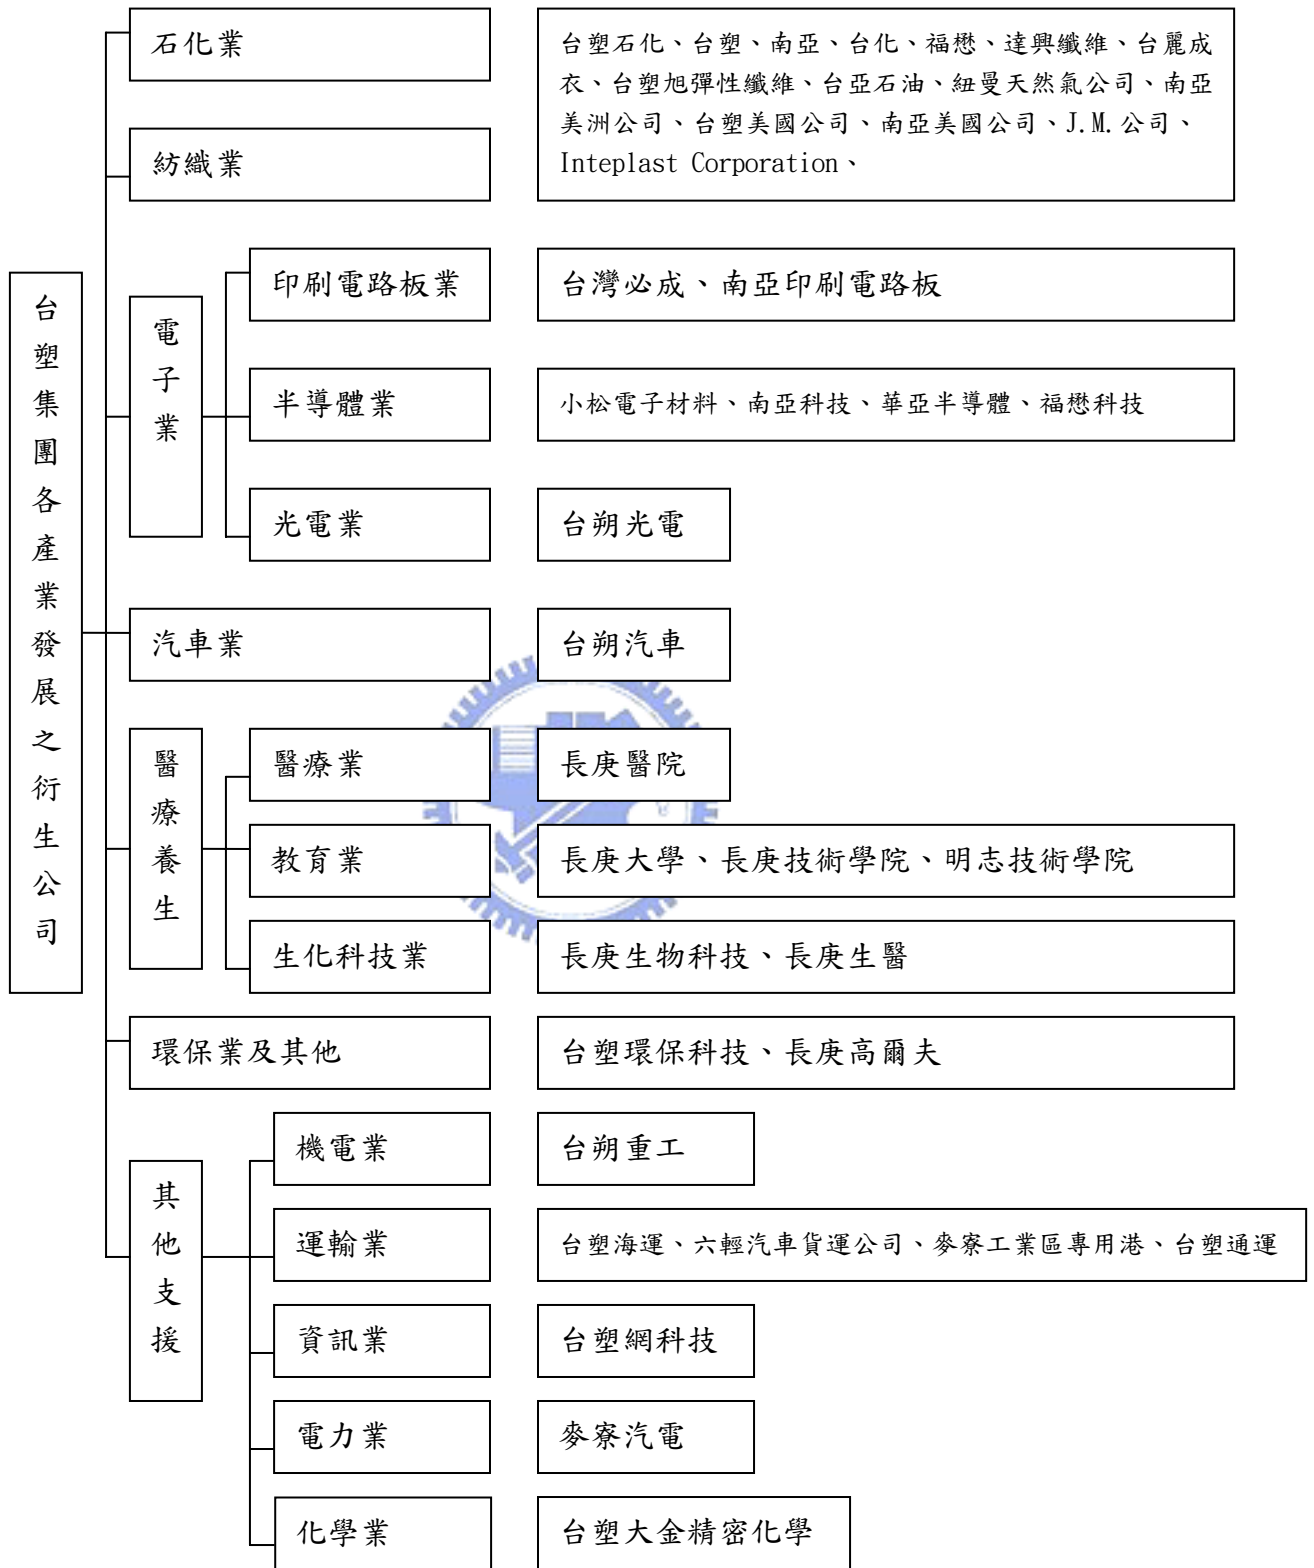 台塑集團各產業發展之衍生公司
石化業
台塑石化、台塑、南亞、台化、福懋、達興纖維、台麗成
衣、台塑旭彈性纖維、台亞石油、紐曼天然氣公司、南亞
美洲公司、台塑美國公司、南亞美國公司、J.M.公司、
Inteplast Corporation、
紡織業
電子業
印刷電路板業
台灣必成、南亞印刷電路板
半導體業
小松電子材料、南亞科技、華亞半導體、福懋科技
光電業
台朔光電
汽車業
台朔汽車
醫療養生
醫療業
長庚醫院
教育業
長庚大學、長庚技術學院、明志技術學院
生化科技業
長庚生物科技、長庚生醫
環保業及其他
台塑環保科技、長庚高爾夫
其他支援
機電業
台朔重工
運輸業
台塑海運、六輕汽車貨運公司、麥寮工業區專用港、台塑通運
資訊業
台塑網科技
電力業
麥寮汽電
化學業
台塑大金精密化學